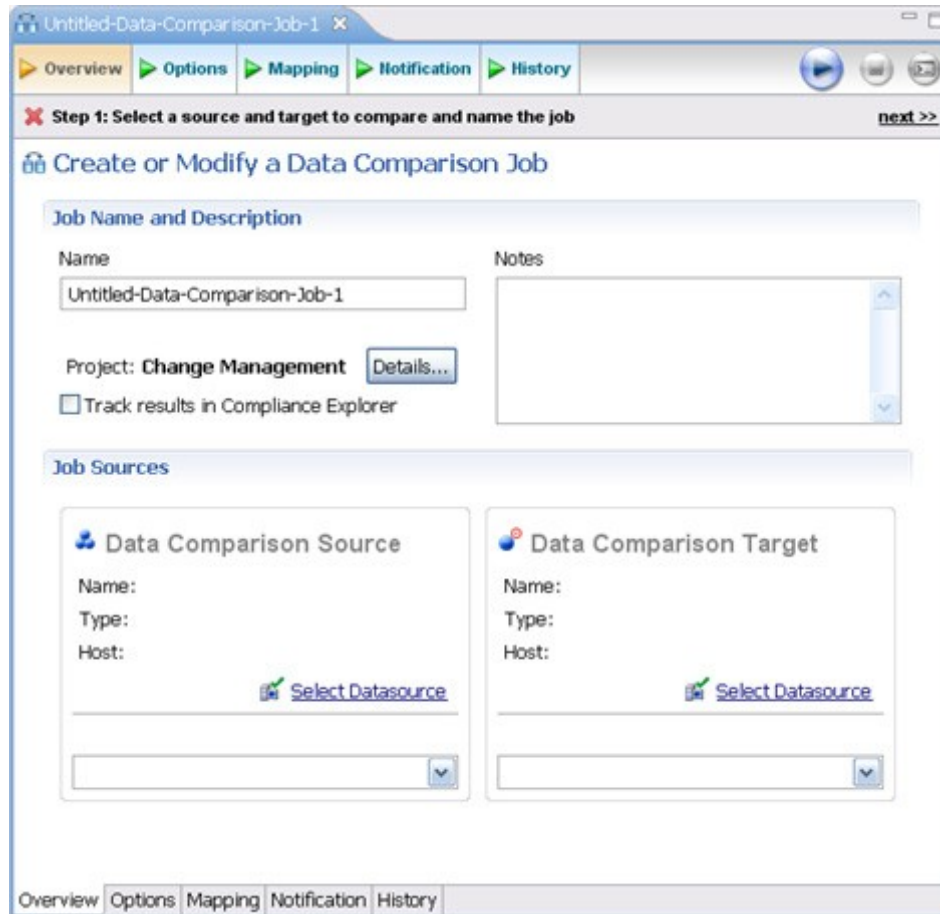 Untitled-Data-Comparison-Job-1
Overview Options Mapping Notification History
Step 1: Select a source and target to compare and name the job next >>
Create or Modify a Data Comparison Job
Job Name and Description
Name Notes
Untitled-Data-Comparison-Job-1
Project: Change Management Details...
Track results in Compliance Explorer
Job Sources
Data Comparison Source Data Comparison Target
Name: Name:
Type: Type:
Host: Host:
Select Datasource Select Datasource
Overview Options Mapping Notification History